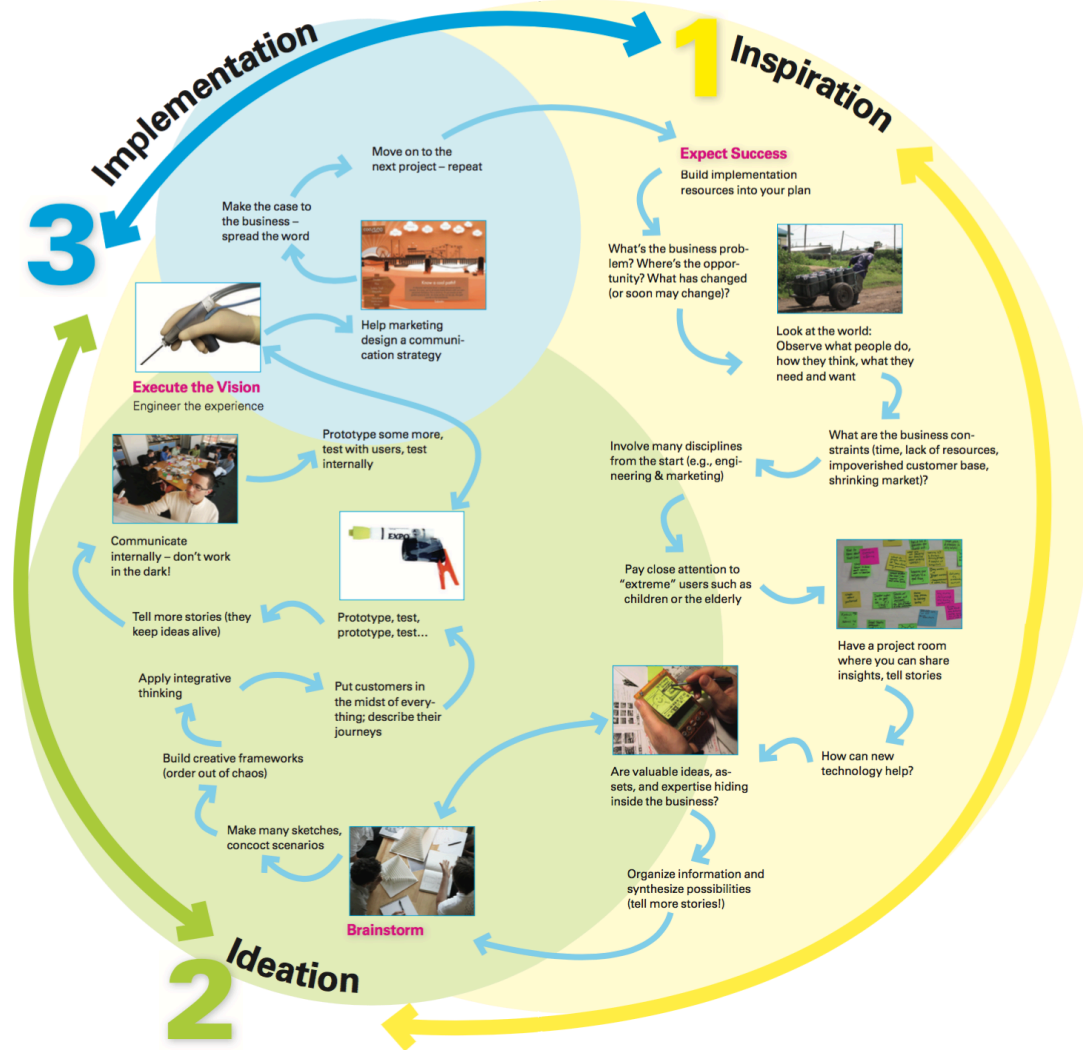 1
Inspiration
Expect Success
Build implementation
resources into your plan
What's the business prob-
lem? Where's the oppor-
tunity? What has changed
(or soon may change)?
Look at the world:
Observe what people do,
how they think, what they
need and want
What are the business con-
straints (time, lack of resources,
impoverished customer base,
shrinking market)?
Involve many disciplines
from the start (e.g., engi-
neering & marketing)
Pay close attention to
“extreme” users such as
children or the elderly
Have a project room
where you can share
insights, tell stories
How can new
technology help?
Are valuable ideas, as-
sets, and expertise hiding
inside the business?
Organize information and
synthesize possibilities
(tell more stories!)
2
Ideation
Brainstorm
Make many sketches,
concoct scenarios
Build creative frameworks
(order out of chaos)
Apply integrative
thinking
Put customers in
the midst of every-
thing; describe their
journeys
EXPO
Prototype, test,
prototype, test...
Tell more stories (they
keep ideas alive)
Communicate
internally – don't work
in the dark!
Prototype some more,
test with users, test
internally
3
Implementation
Execute the Vision
Engineer the experience
Help marketing
design a communi-
cation strategy
Make the case to
the business –
spread the word
Move on to the
next project – repeat